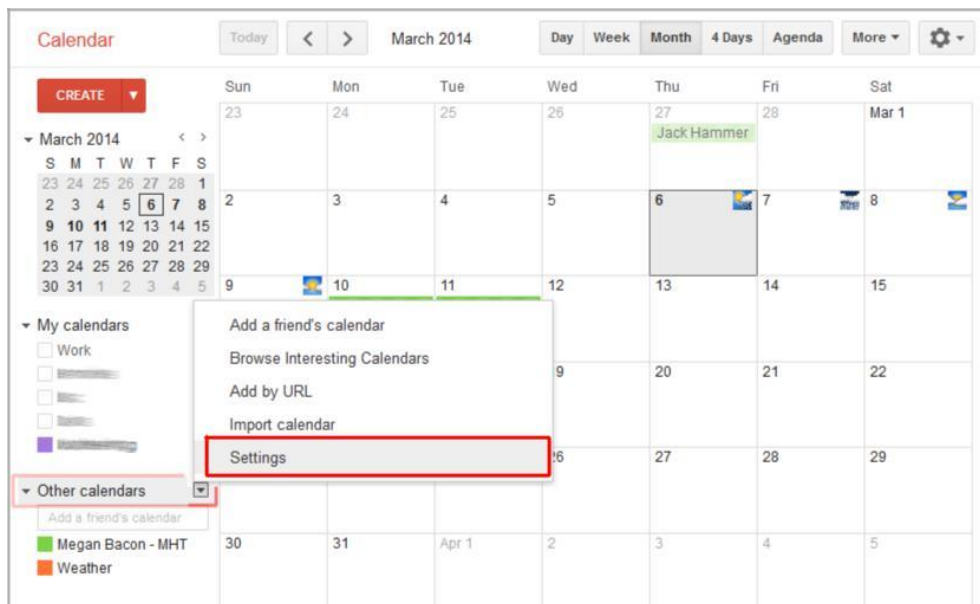 Calendar
Today
March 2014
Day Week Month 4 Days Agenda More
CREATE
Sun Mon Tue Wed Thu Fri Sat
23 24 25 26 27 28 Mar 1
Jack Hammer
March 2014
S M T W T F S
23 24 25 26 27 28 1
2 3 4 5 6 7 8
9 10 11 12 13 14 15
16 17 18 19 20 21 22
23 24 25 26 27 28 29
30 31 1 2 3 4 5
2 3 4 5 6 7 8
9 10 11 12 13 14 15
My calendars
Work
Add a friend's calendar
Browse Interesting Calendars
Add by URL
Import calendar
Settings
9 20 21 22
26 27 28 29
Other calendars
Add a friend's calendar
Megan Bacon - MHT
Weather
30 31 Apr 1 2 3 4 5